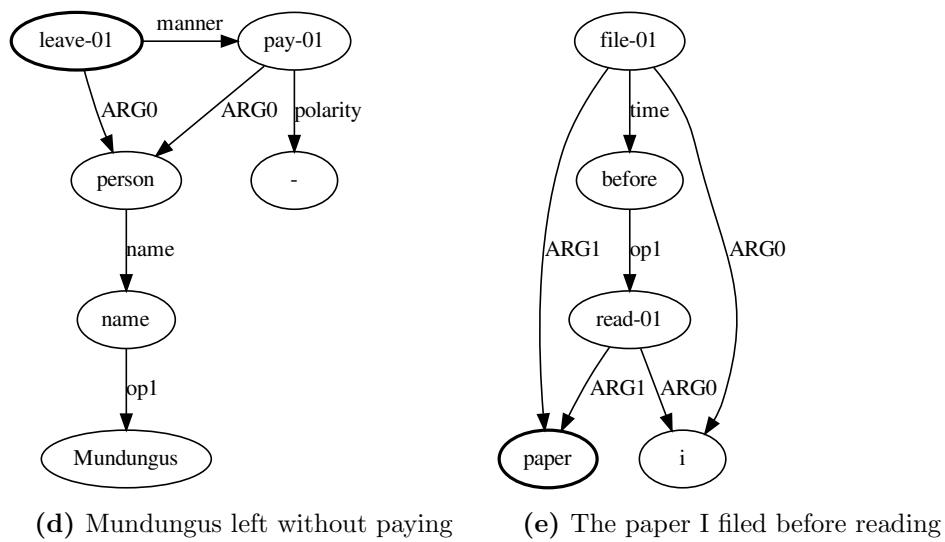 leave-01
manner
pay-01
ARG0
ARG0
polarity
person
-
name
name
op1
Mundungus
(d) Mundungus left without paying
file-01
time
before
ARG1
op1
ARG0
read-01
ARG1
ARG0
paper
i
(e) The paper I filed before reading